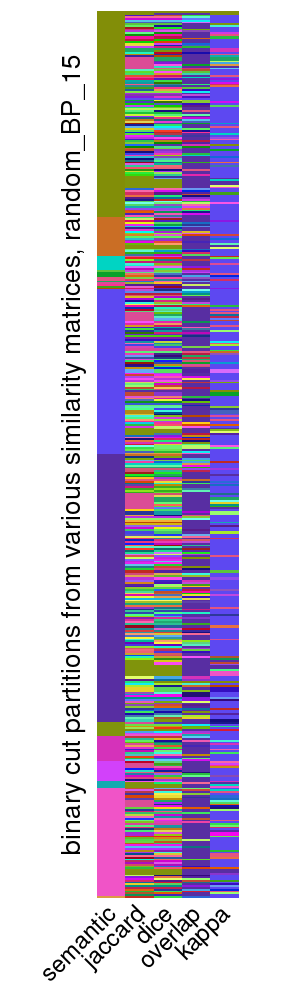 binary cut partitions from various similarity matrices, random_BP_15
semantic
jaccard
dice
overlap
kappa